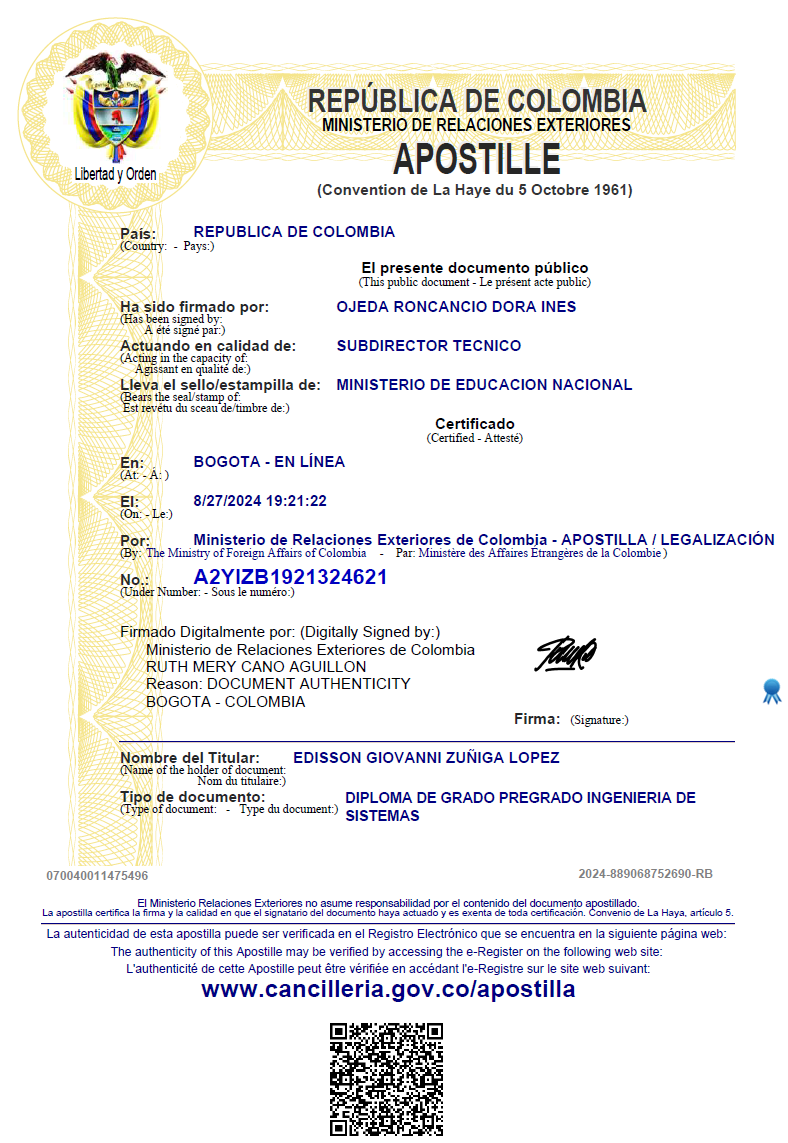 Libertad y Orden
REPÚBLICA DE COLOMBIA
MINISTERIO DE RELACIONES EXTERIORES
APOSTILLE
(Convention de La Haye du 5 Octobre 1961)
País: REPUBLICA DE COLOMBIA
(Country: - Pays:)
El presente documento público
(This public document - Le présent acte public)
Ha sido firmado por: OJEDA RONCANCIO DORA INES
(Has been signed by:
A été signé par:)
Actuando en calidad de: SUBDIRECTOR TECNICO
(Acting in the capacity of:
Agissant en qualité de:)
Lleva el sello/estampilla de: MINISTERIO DE EDUCACION NACIONAL
(Bears the seal/stamp of:
Est revêtu du sceau de/timbre de:)
Certificado
(Certified - Attesté)
En: BOGOTA - EN LÍNEA
(At: - Á: )
El: 8/27/2024 19:21:22
(On: - Le:)
Por: Ministerio de Relaciones Exteriores de Colombia - APOSTILLA / LEGALIZACIÓN
(By: The Ministry of Foreign Affairs of Colombia - Par: Ministère des Affaires Etrangères de la Colombie )
No.: A2YIZB1921324621
(Under Number: - Sous le numéro:)
Firmado Digitalmente por: (Digitally Signed by:)
Ministerio de Relaciones Exteriores de Colombia
RUTH MERY CANO AGUILLON
Reason: DOCUMENT AUTHENTICITY
BOGOTA - COLOMBIA
Firma: (Signature:)
Nombre del Titular: EDISSON GIOVANNI ZUÑIGA LOPEZ
(Name of the holder of document:
Nom du titulaire:)
Tipo de documento: DIPLOMA DE GRADO PREGRADO INGENIERIA DE
(Type of document: - Type du document:) SISTEMAS
070040011475496 2024-889068752690-RB
El Ministerio Relaciones Exteriores no asume responsabilidad por el contenido del documento apostillado.
La apostilla certifica la firma y la calidad en que el signatario del documento haya actuado y es exenta de toda certificación. Convenio de La Haya, artículo 5.
La autenticidad de esta apostilla puede ser verificada en el Registro Electrónico que se encuentra en la siguiente página web:
The authenticity of this Apostille may be verified by accessing the e-Register on the following web site:
L'authenticité de cette Apostille peut être vérifiée en accédant l'e-Registre sur le site web suivant:
www.cancilleria.gov.co/apostilla